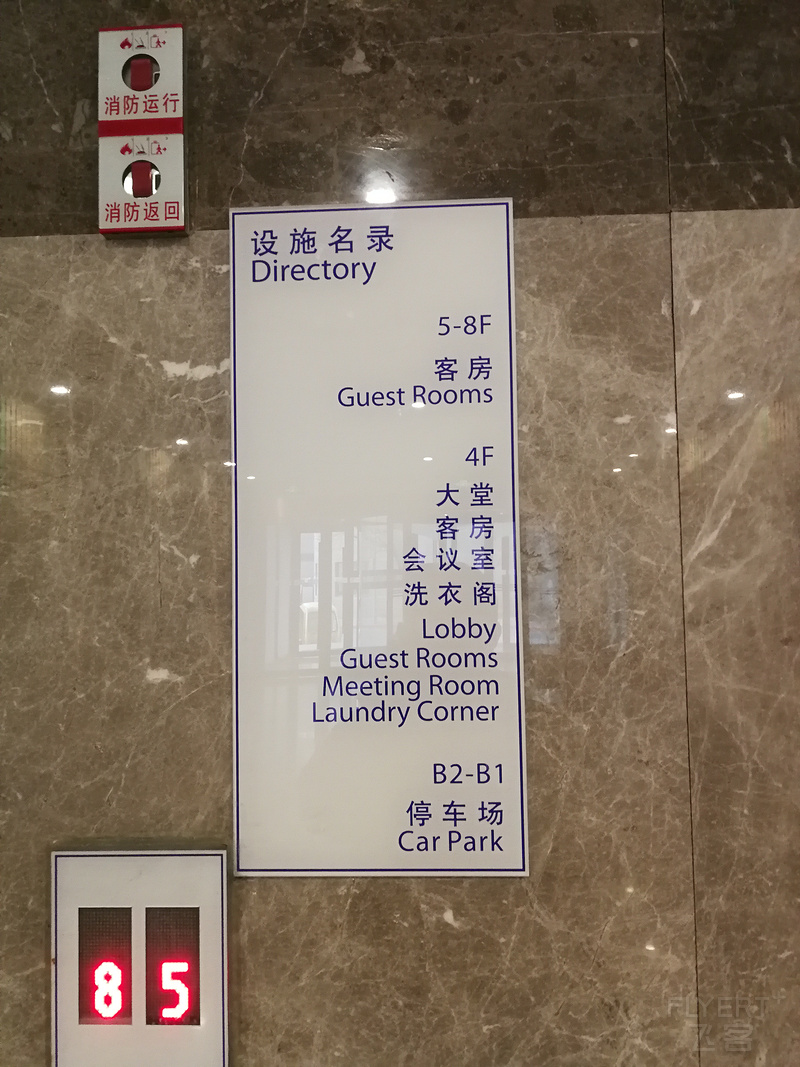 消防运行
消防返回
设施名录
Directory
5-8F
客房
Guest Rooms
4F
大堂
客房
会议室
洗衣阁
Lobby
Guest Rooms
Meeting Room
Laundry Corner
B2-B1
停车场
Car Park
8 5
FLYERT
飞客